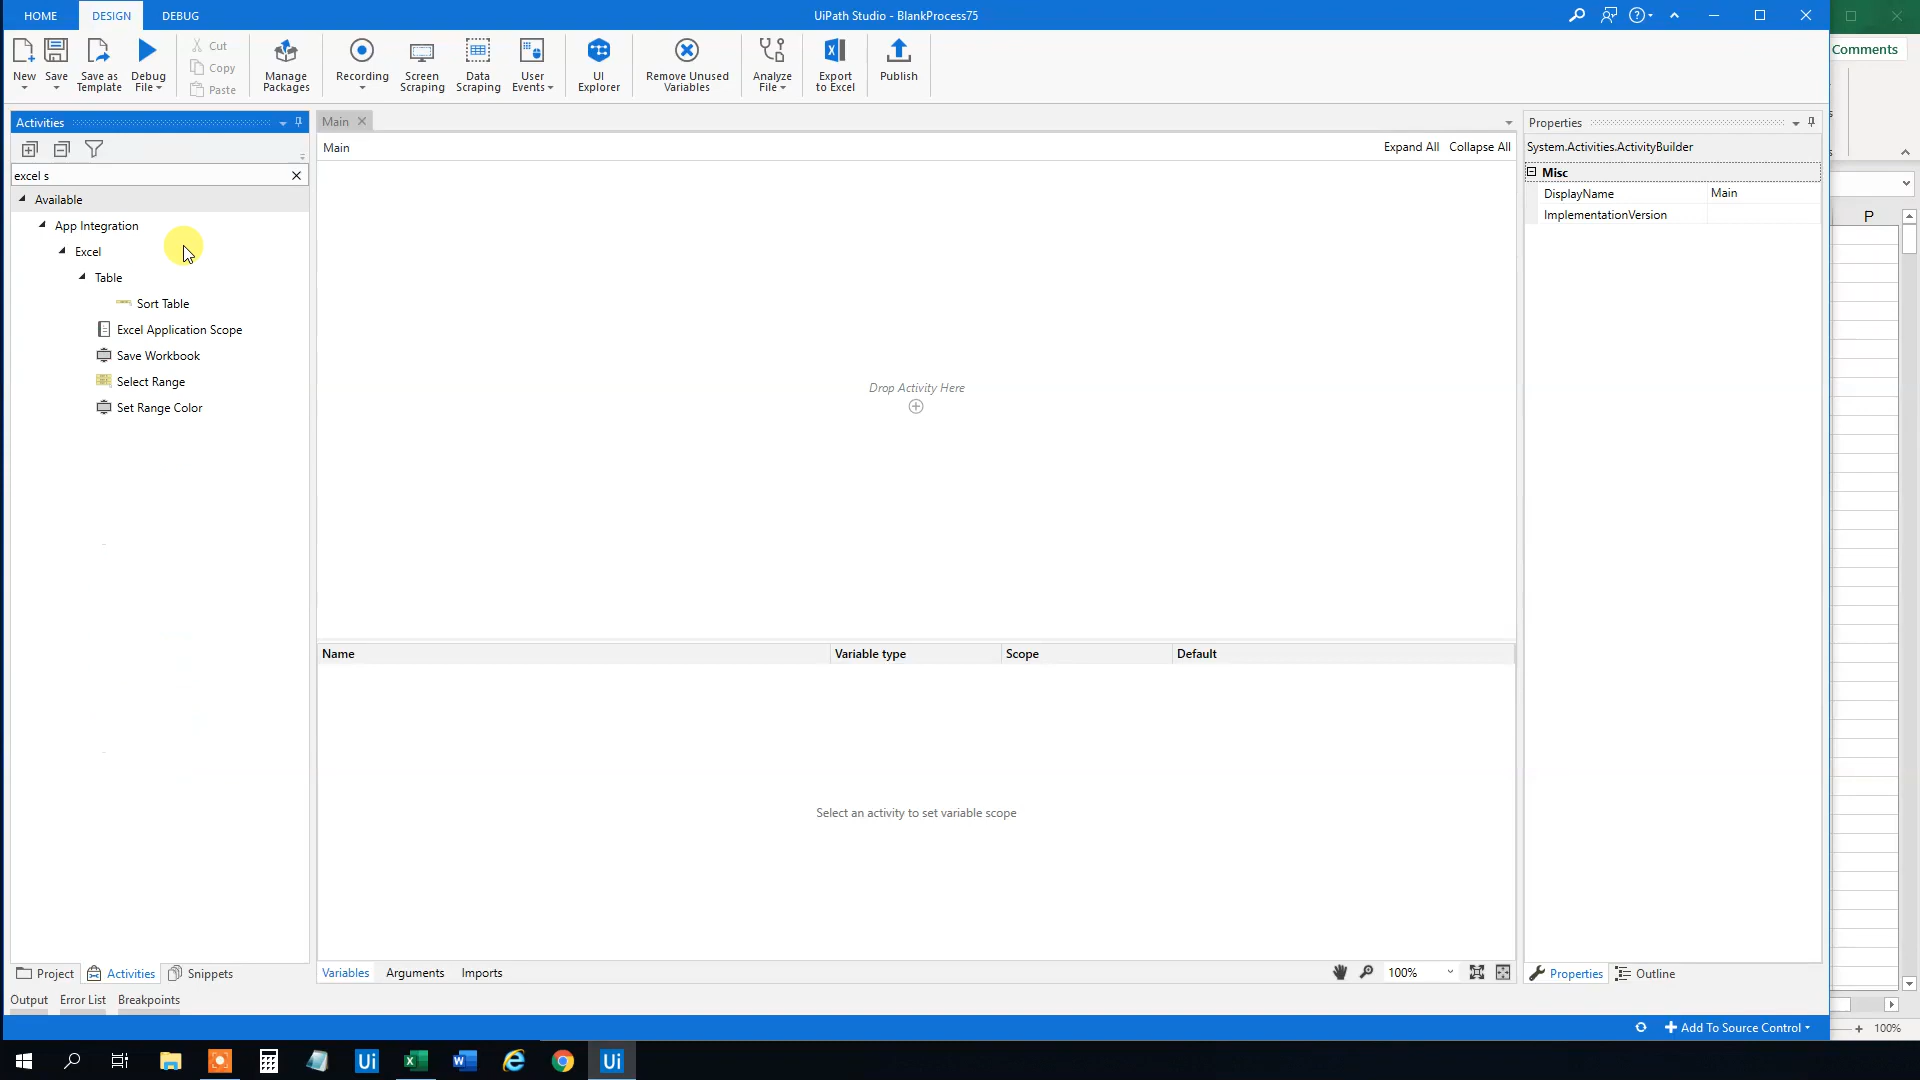 HOME
DESIGN
DEBUG
UiPath Studio - BlankProcess75
New
Save
Save as Template
Debug File
Cut
Copy
Paste
Manage Packages
Recording
Screen Scraping
Data Scraping
User Events
UI Explorer
Remove Unused Variables
Analyze File
Export to Excel
Publish
Comments
Activities
Main
Properties
Main
Expand All
Collapse All
System.Activities.ActivityBuilder
excel s
Misc
DisplayName
Main
ImplementationVersion
Available
App Integration
Excel
Table
Sort Table
Excel Application Scope
Save Workbook
Select Range
Set Range Color
P
Drop Activity Here
Name
Variable type
Scope
Default
Select an activity to set variable scope
Project
Activities
Snippets
Variables
Arguments
Imports
100%
Properties
Outline
Output
Error List
Breakpoints
Add To Source Control
100%
Ui
Ui